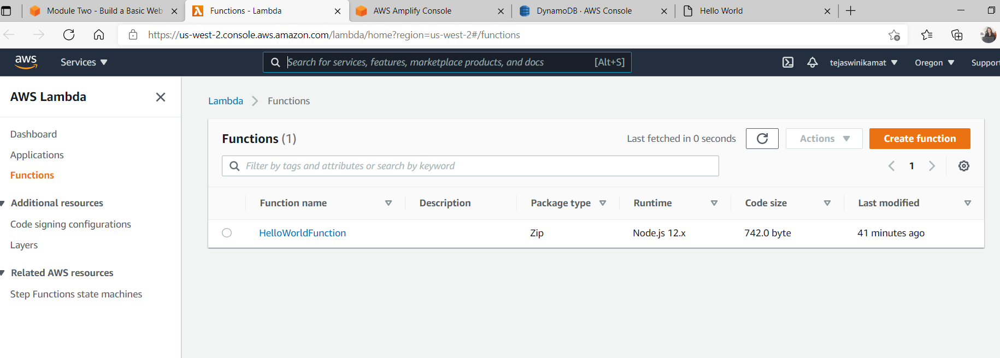 Module Two - Build a Basic Web
Functions - Lambda
AWS Amplify Console
DynamoDB · AWS Console
Hello World
https://us-west-2.console.aws.amazon.com/lambda/home?region=us-west-2#/functions
aws
Services
Search for services, features, marketplace products, and docs
[Alt+S]
tejaswinikamat
Oregon
Support
AWS Lambda
Dashboard
Applications
Functions
Additional resources
Code signing configurations
Layers
Related AWS resources
Step Functions state machines
Lambda > Functions
Functions (1)
Last fetched in 0 seconds
Actions
Create function
Filter by tags and attributes or search by keyword
1
Function name Description Package type Runtime Code size Last modified
HelloWorldFunction Zip Node.js 12.x 742.0 byte 41 minutes ago